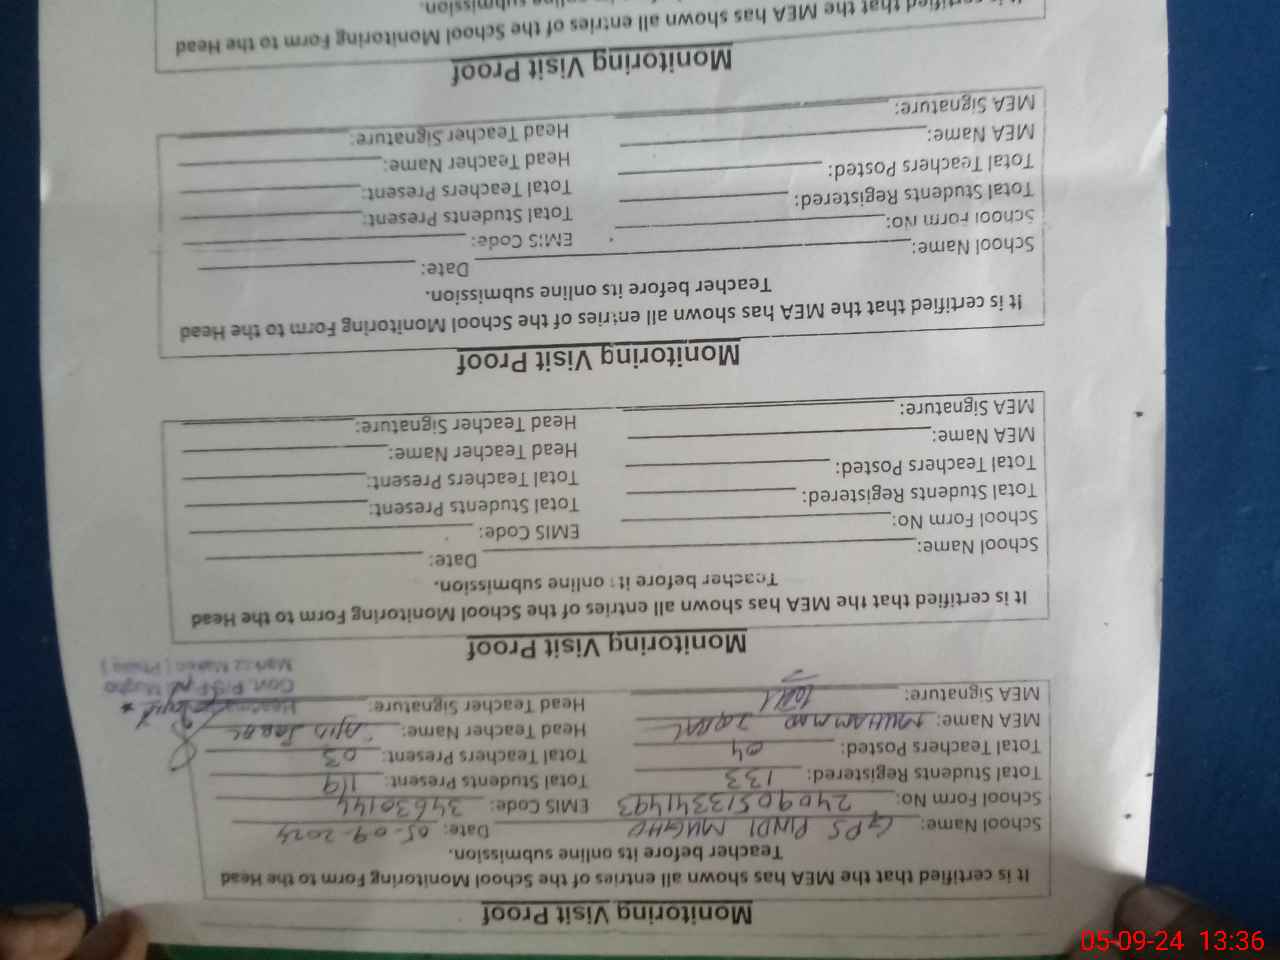 Monitoring Visit Proof
It is certified that the MEA has shown all entries of the School Monitoring Form to the Head
Teacher before its online submission.
School Name: GPS PINDI MUGHO Date: 05-09-2024
School Form No: 240905133341493 EMIS Code: 34630144
Total Students Registered: 133 Total Students Present: 119
Total Teachers Posted: 04 Total Teachers Present: 03
MEA Name: MUHAMMAD IQBAL Head Teacher Name: IQBAL
MEA Signature: Head Teacher Signature:
Govt. P/S Mugho
Monitoring Visit Proof
It is certified that the MEA has shown all entries of the School Monitoring Form to the Head
Teacher before its online submission.
School Name: Date:
School Form No: EMIS Code:
Total Students Registered: Total Students Present:
Total Teachers Posted: Total Teachers Present:
MEA Name: Head Teacher Name:
MEA Signature: Head Teacher Signature:
Monitoring Visit Proof
It is certified that the MEA has shown all entries of the School Monitoring Form to the Head
Teacher before its online submission.
School Name: Date:
School Form No: EMIS Code:
Total Students Registered: Total Students Present:
Total Teachers Posted: Total Teachers Present:
MEA Name: Head Teacher Name:
MEA Signature: Head Teacher Signature:
Monitoring Visit Proof
It is certified that the MEA has shown all entries of the School Monitoring Form to the Head
online submission.
05-09-24 13:36